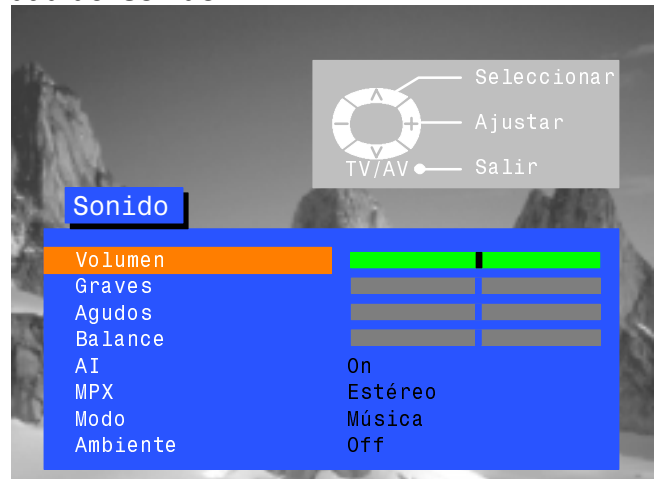 Seleccionar
Ajustar
TV/AV Salir
Sonido
Volumen
Graves
Agudos
Balance
AI On
MPX Estéreo
Modo Música
Ambiente Off